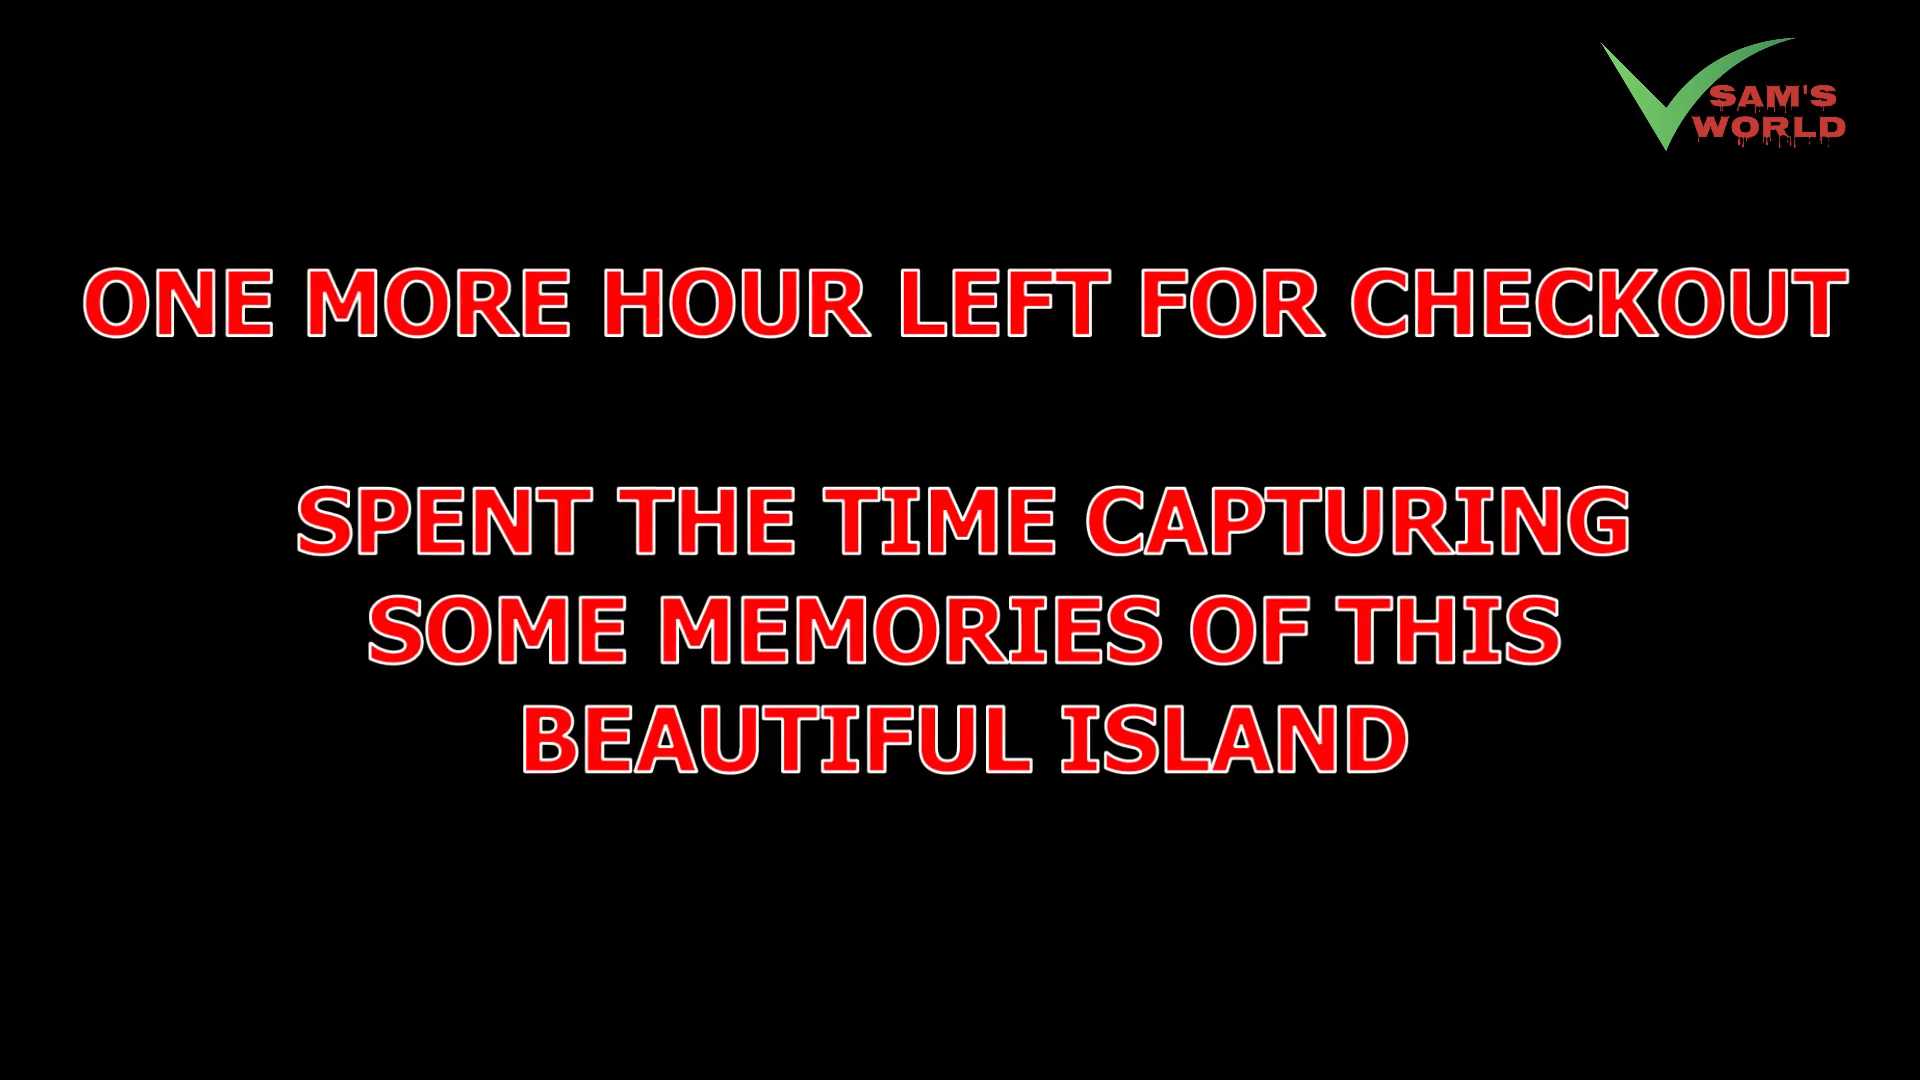 SAM'S
WORLD
ONE MORE HOUR LEFT FOR CHECKOUT
SPENT THE TIME CAPTURING
SOME MEMORIES OF THIS
BEAUTIFUL ISLAND